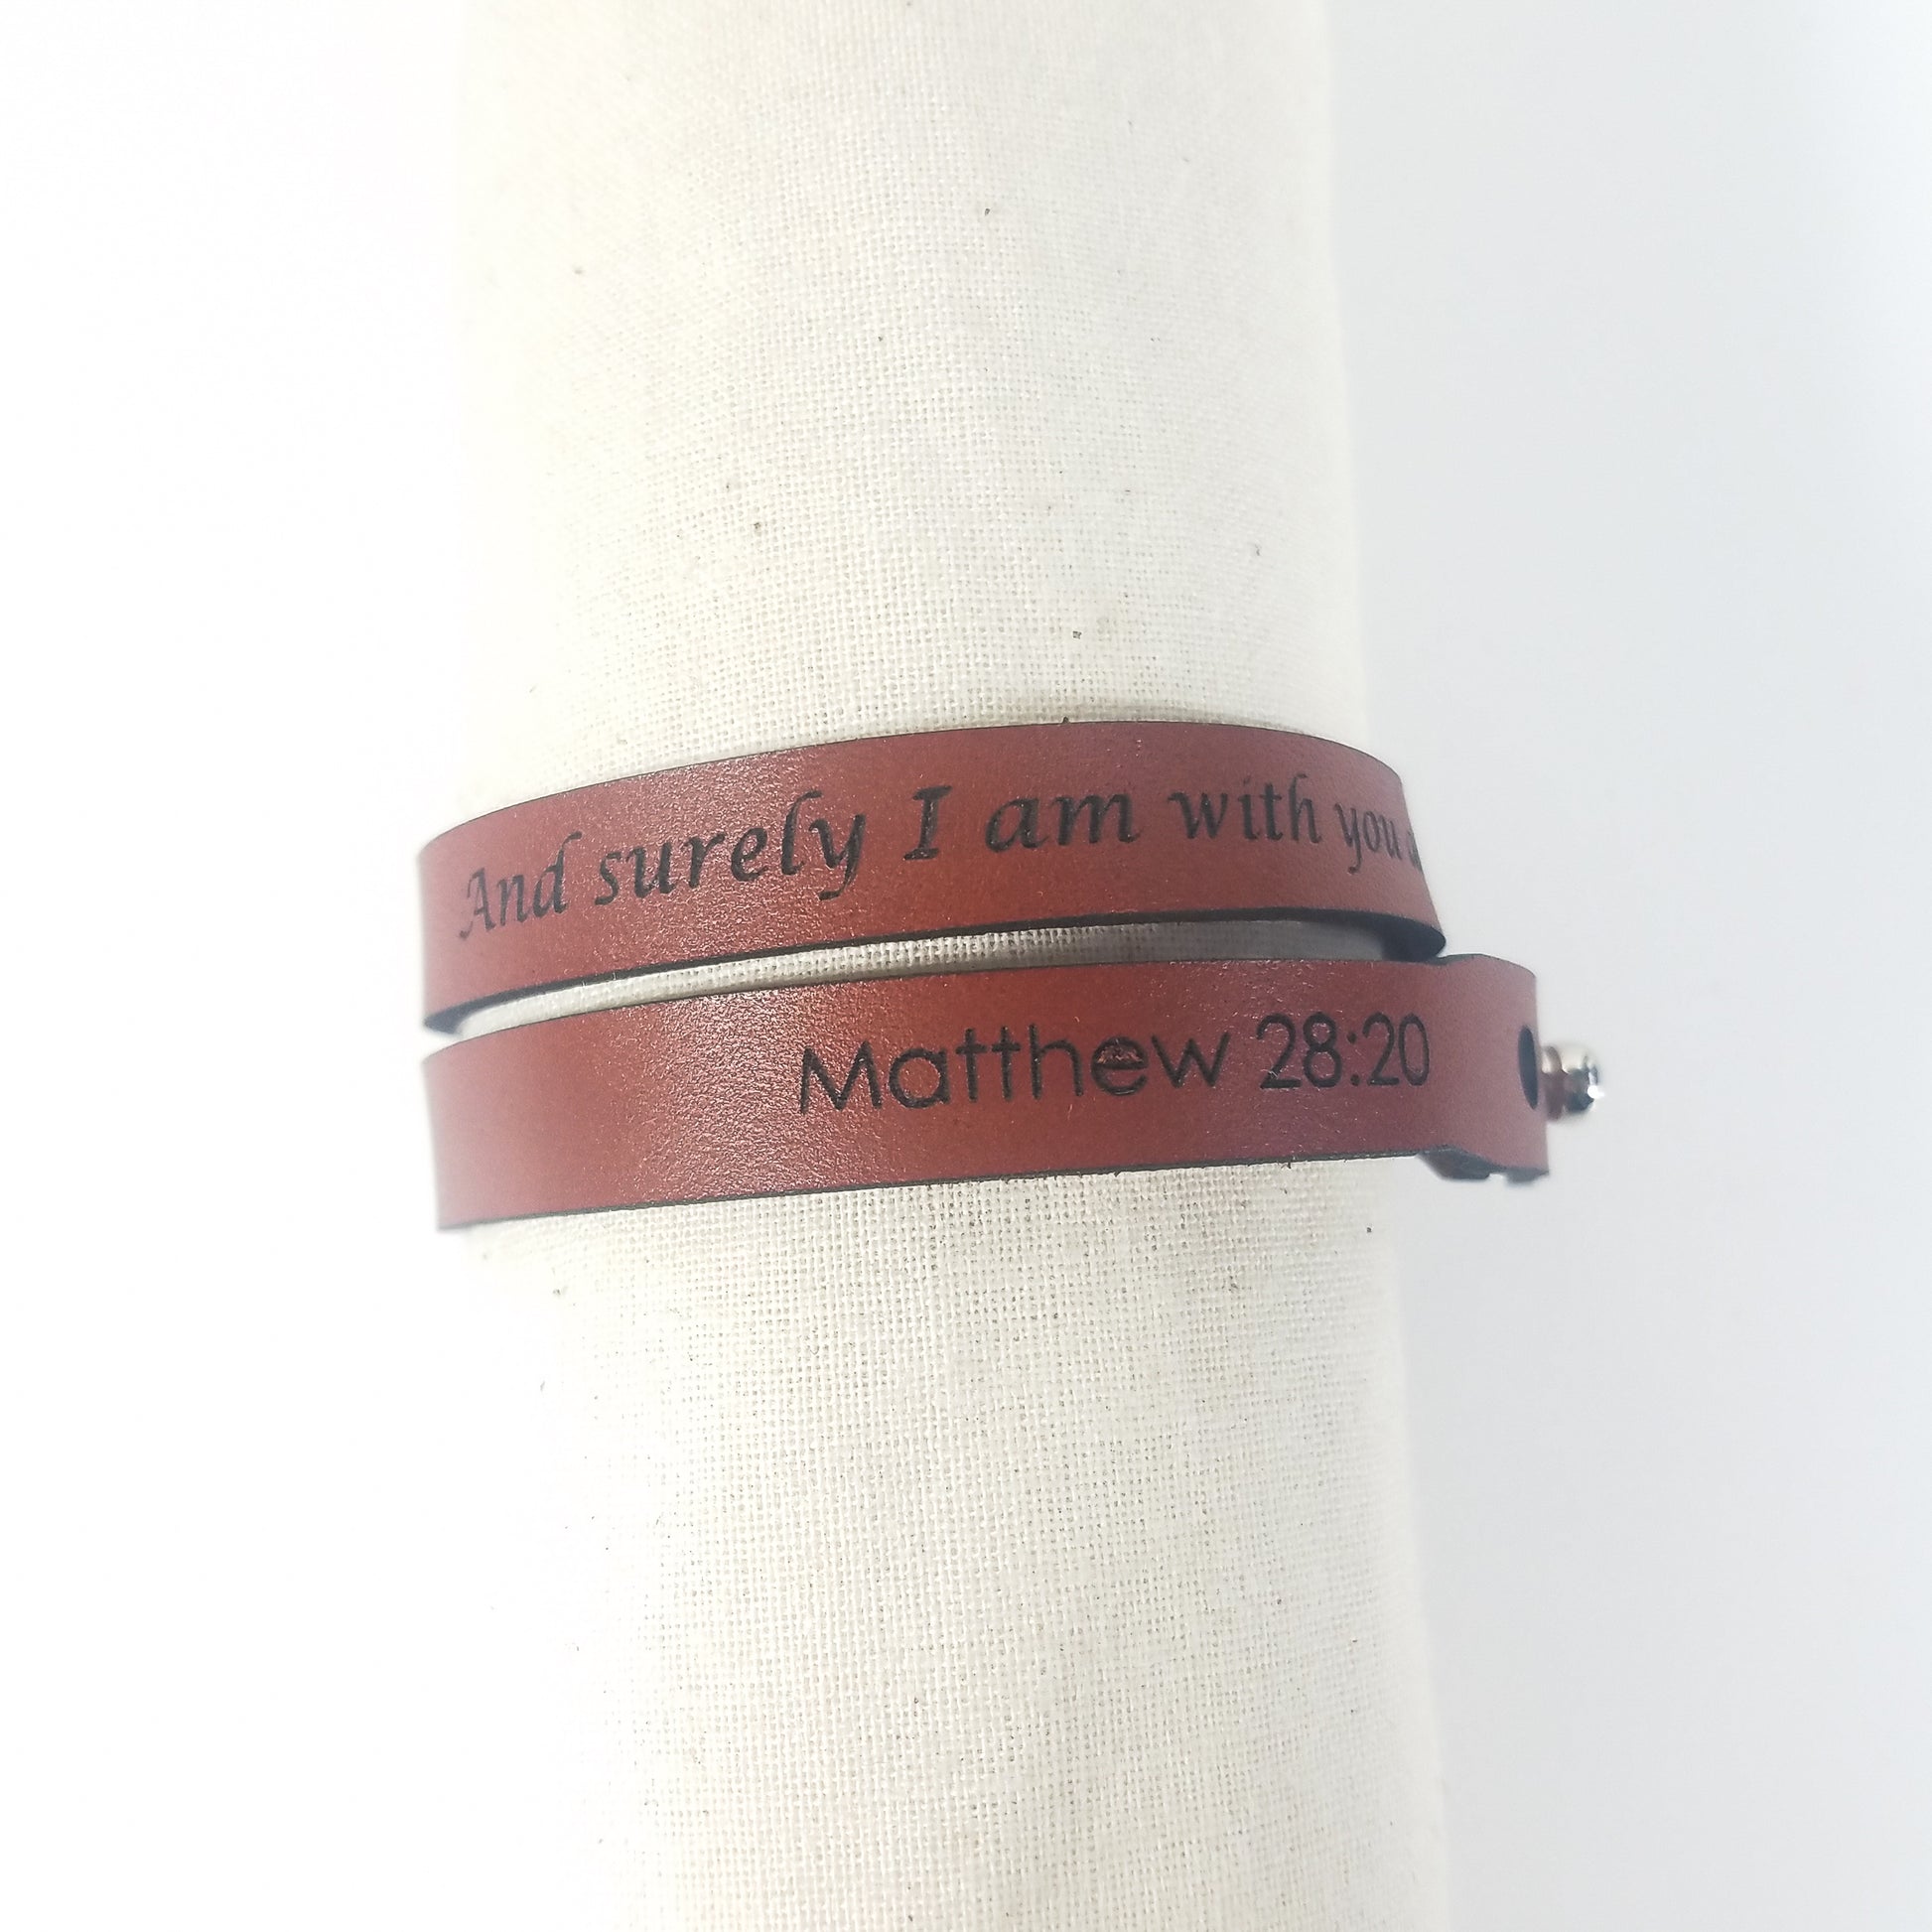 And surely I am with you
Matthew 28:20